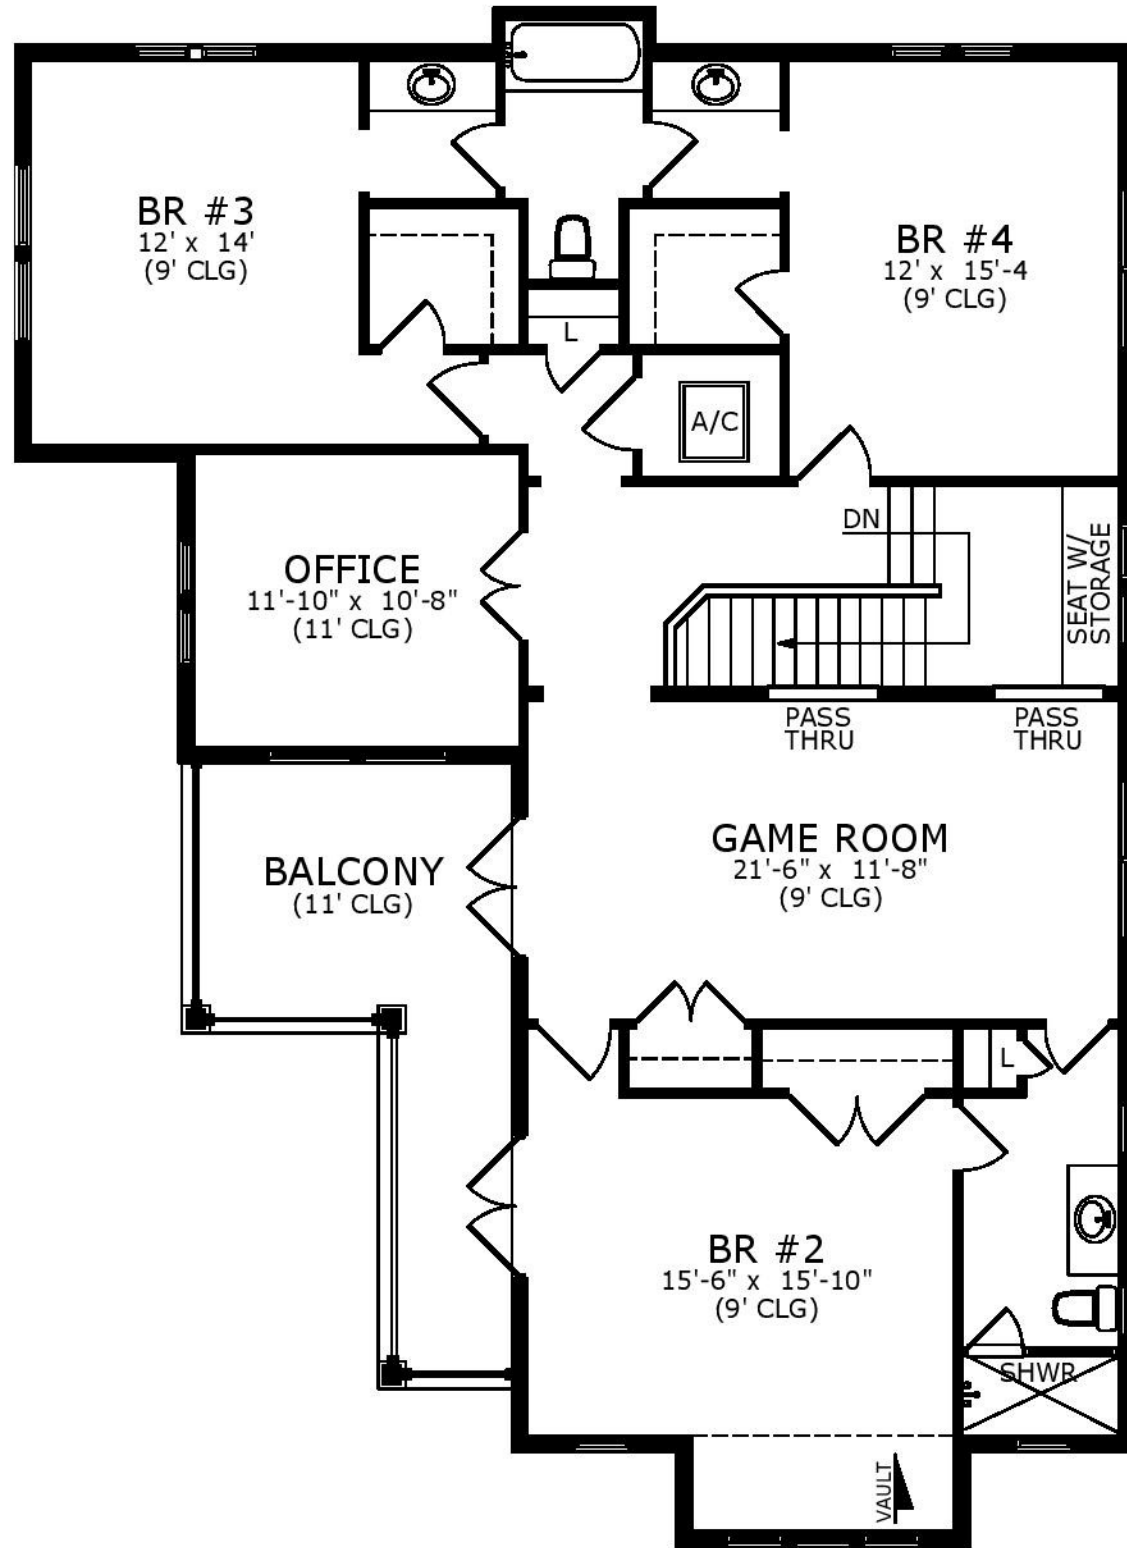 BR #3
12' x 14'
(9' CLG)
BR #4
12' x 15'-4
(9' CLG)
L
A/C
DN
SEAT W/
STORAGE
OFFICE
11'-10" x 10'-8"
(11' CLG)
PASS
THRU
PASS
THRU
GAME ROOM
21'-6" x 11'-8"
(9' CLG)
BALCONY
(11' CLG)
L
BR #2
15'-6" x 15'-10"
(9' CLG)
SHWR
VAULT